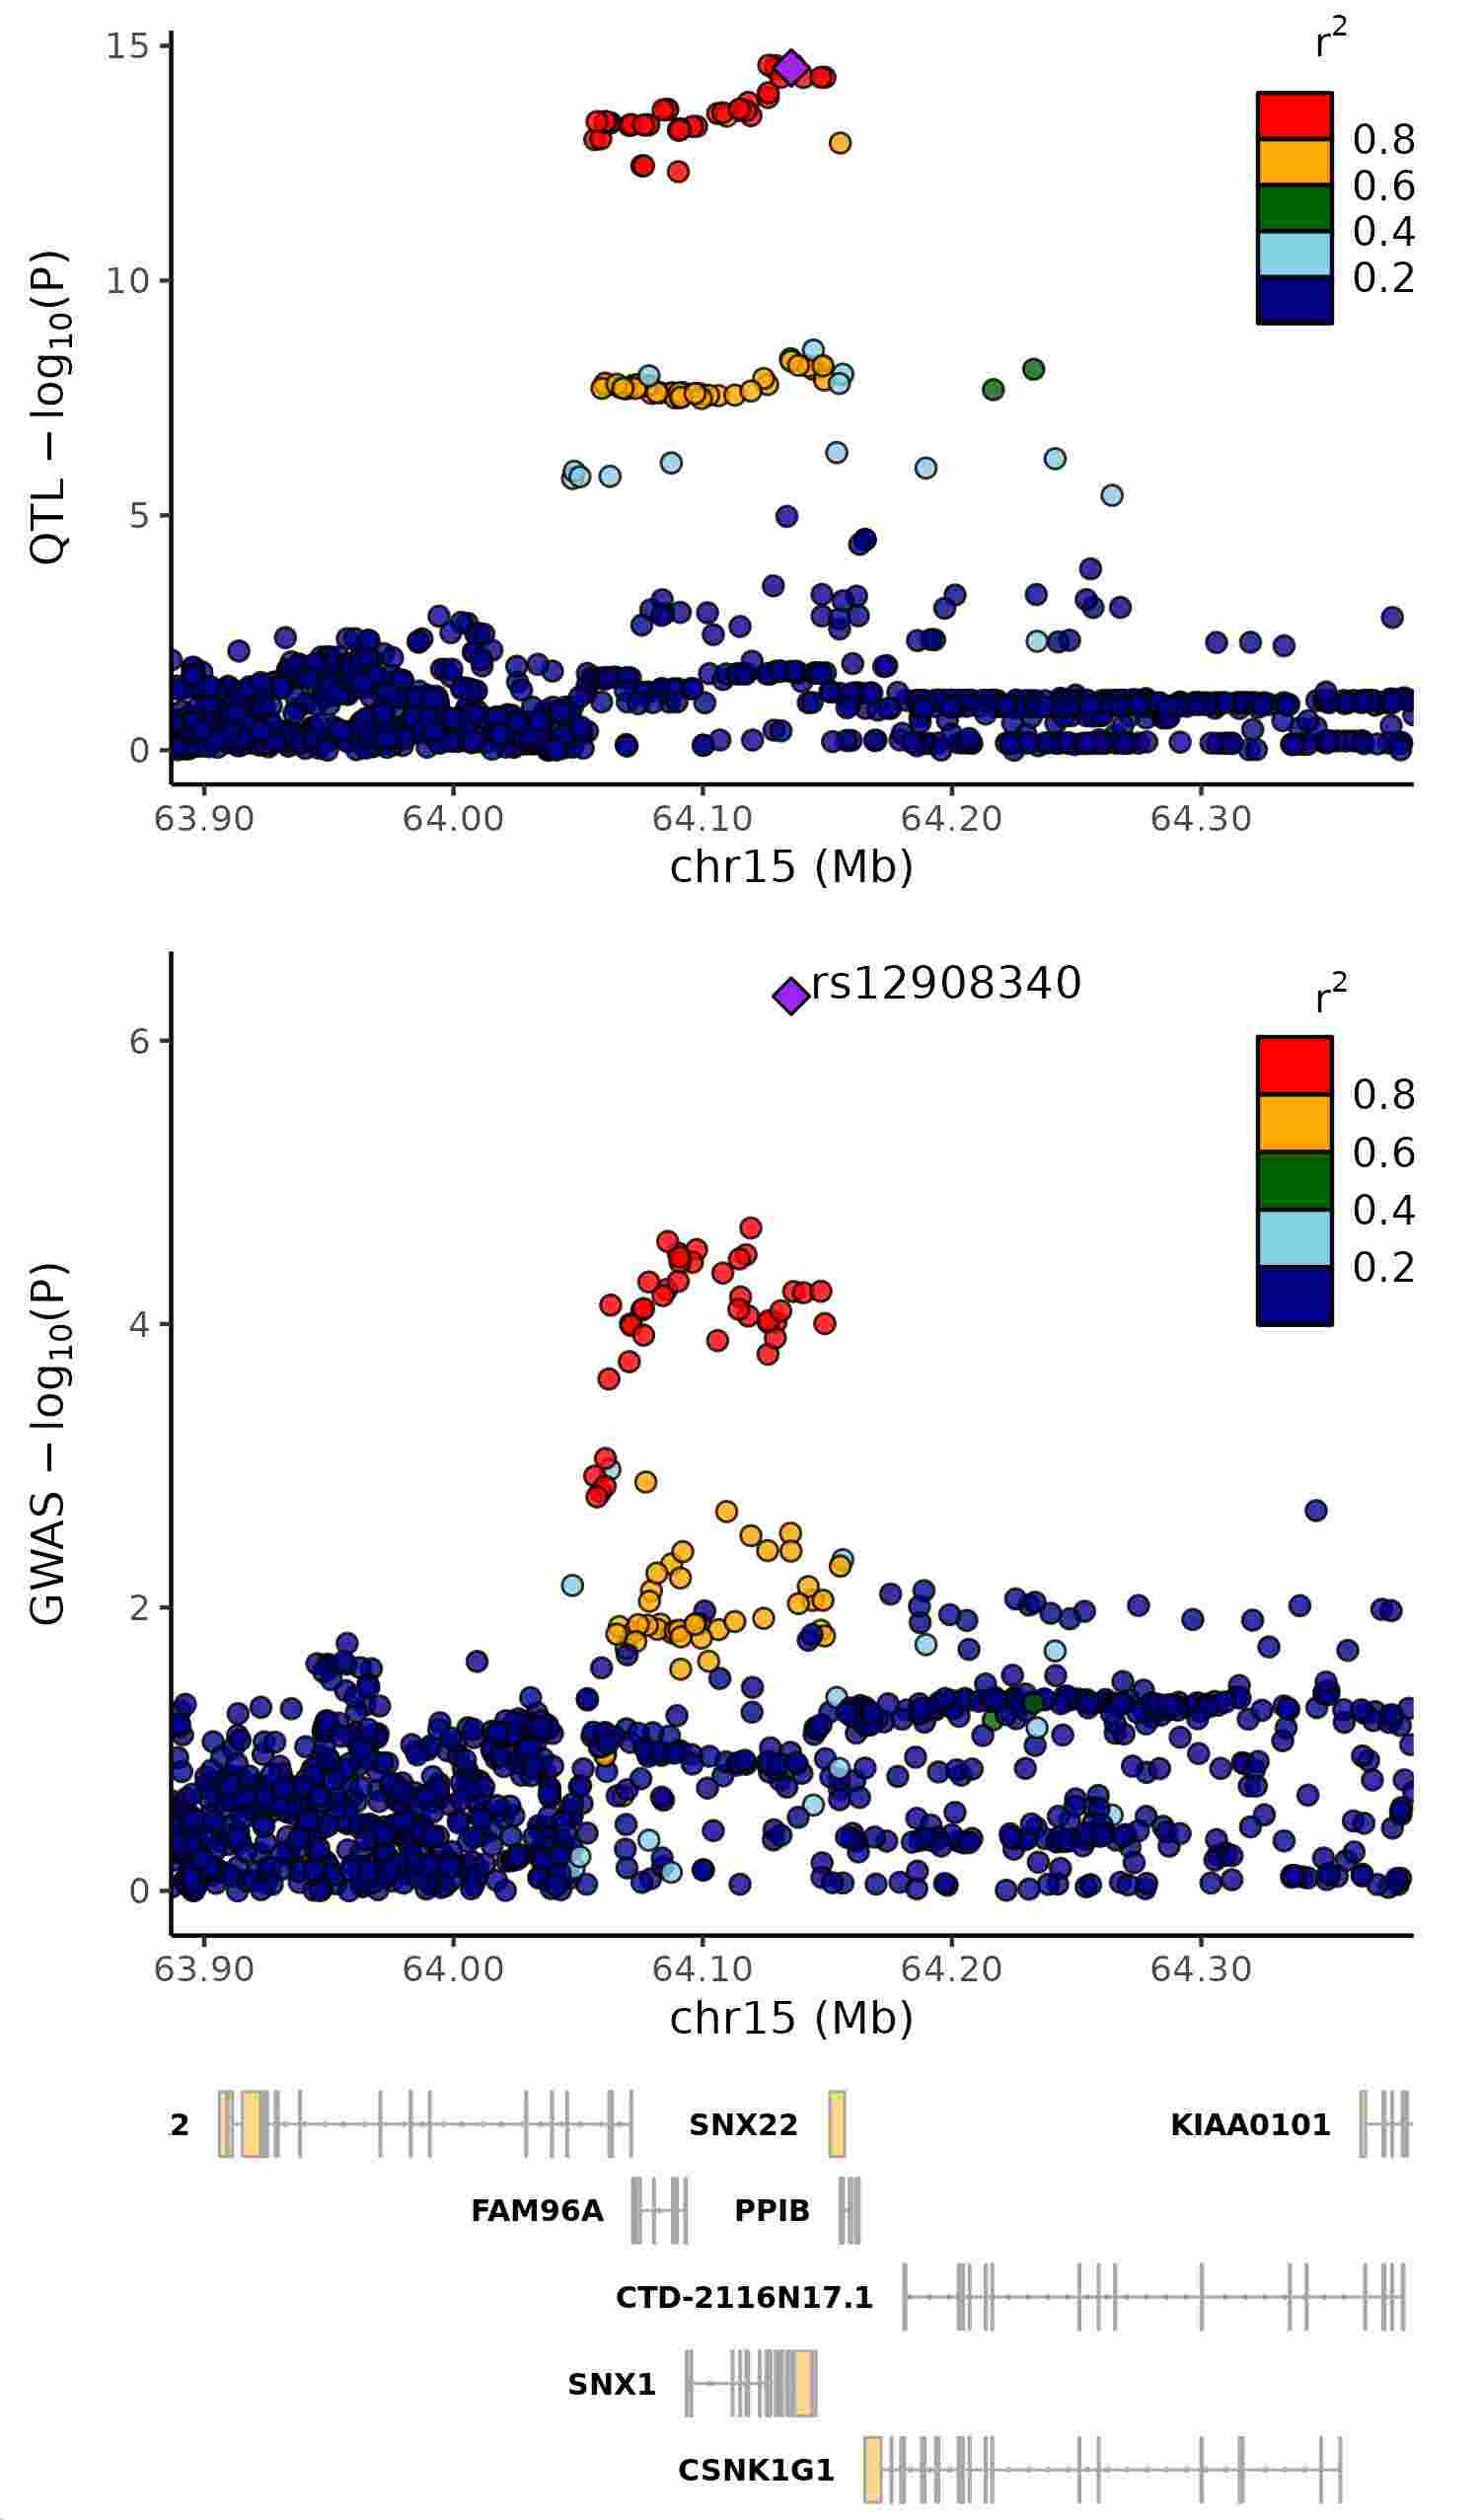 r2
15
10
5
0
0.8
0.6
0.4
0.2
QTL −log10(P)
63.90 64.00 64.10 64.20 64.30
chr15 (Mb)
rs12908340
r2
6
4
2
0
0.8
0.6
0.4
0.2
GWAS −log10(P)
63.90 64.00 64.10 64.20 64.30
chr15 (Mb)
2 SNX22 KIAA0101
FAM96A PPIB
CTD-2116N17.1
SNX1
CSNK1G1